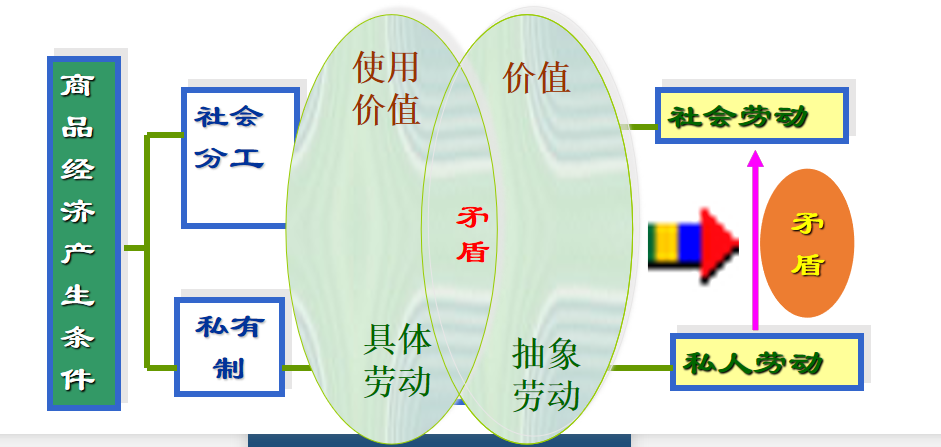 商品经济产生条件
社会
分工
私有
制
使用
价值
具体
劳动
矛盾
价值
抽象
劳动
社会劳动
矛盾
私人劳动